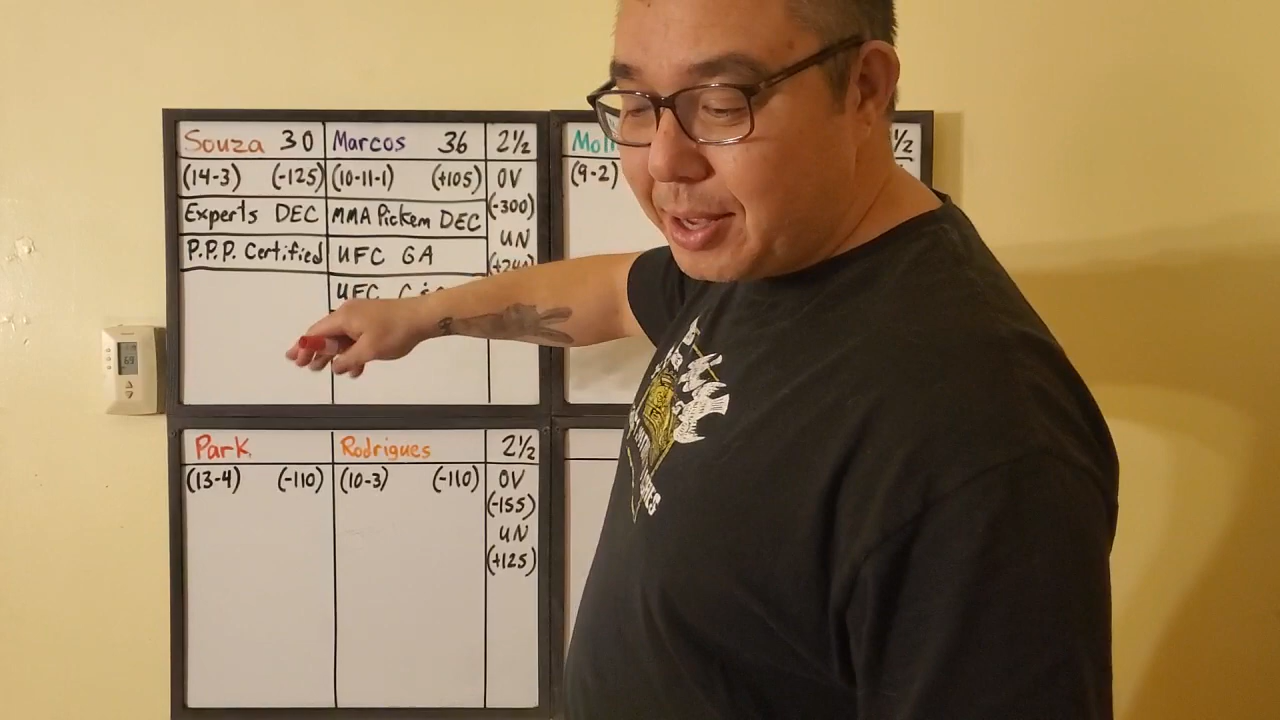 Souza 30 Marcos 36 2½
(14-3) (-125) (10-11-1) (+105) OV
(-300)
Experts DEC MMA Pickem DEC
UN
P.P.P. Certified UFC GA
UFC
(9-2)
½
Park Rodrigues 2½
(13-4) (-110) (10-3) (-110) OV
(-155)
UN
(+125)
69